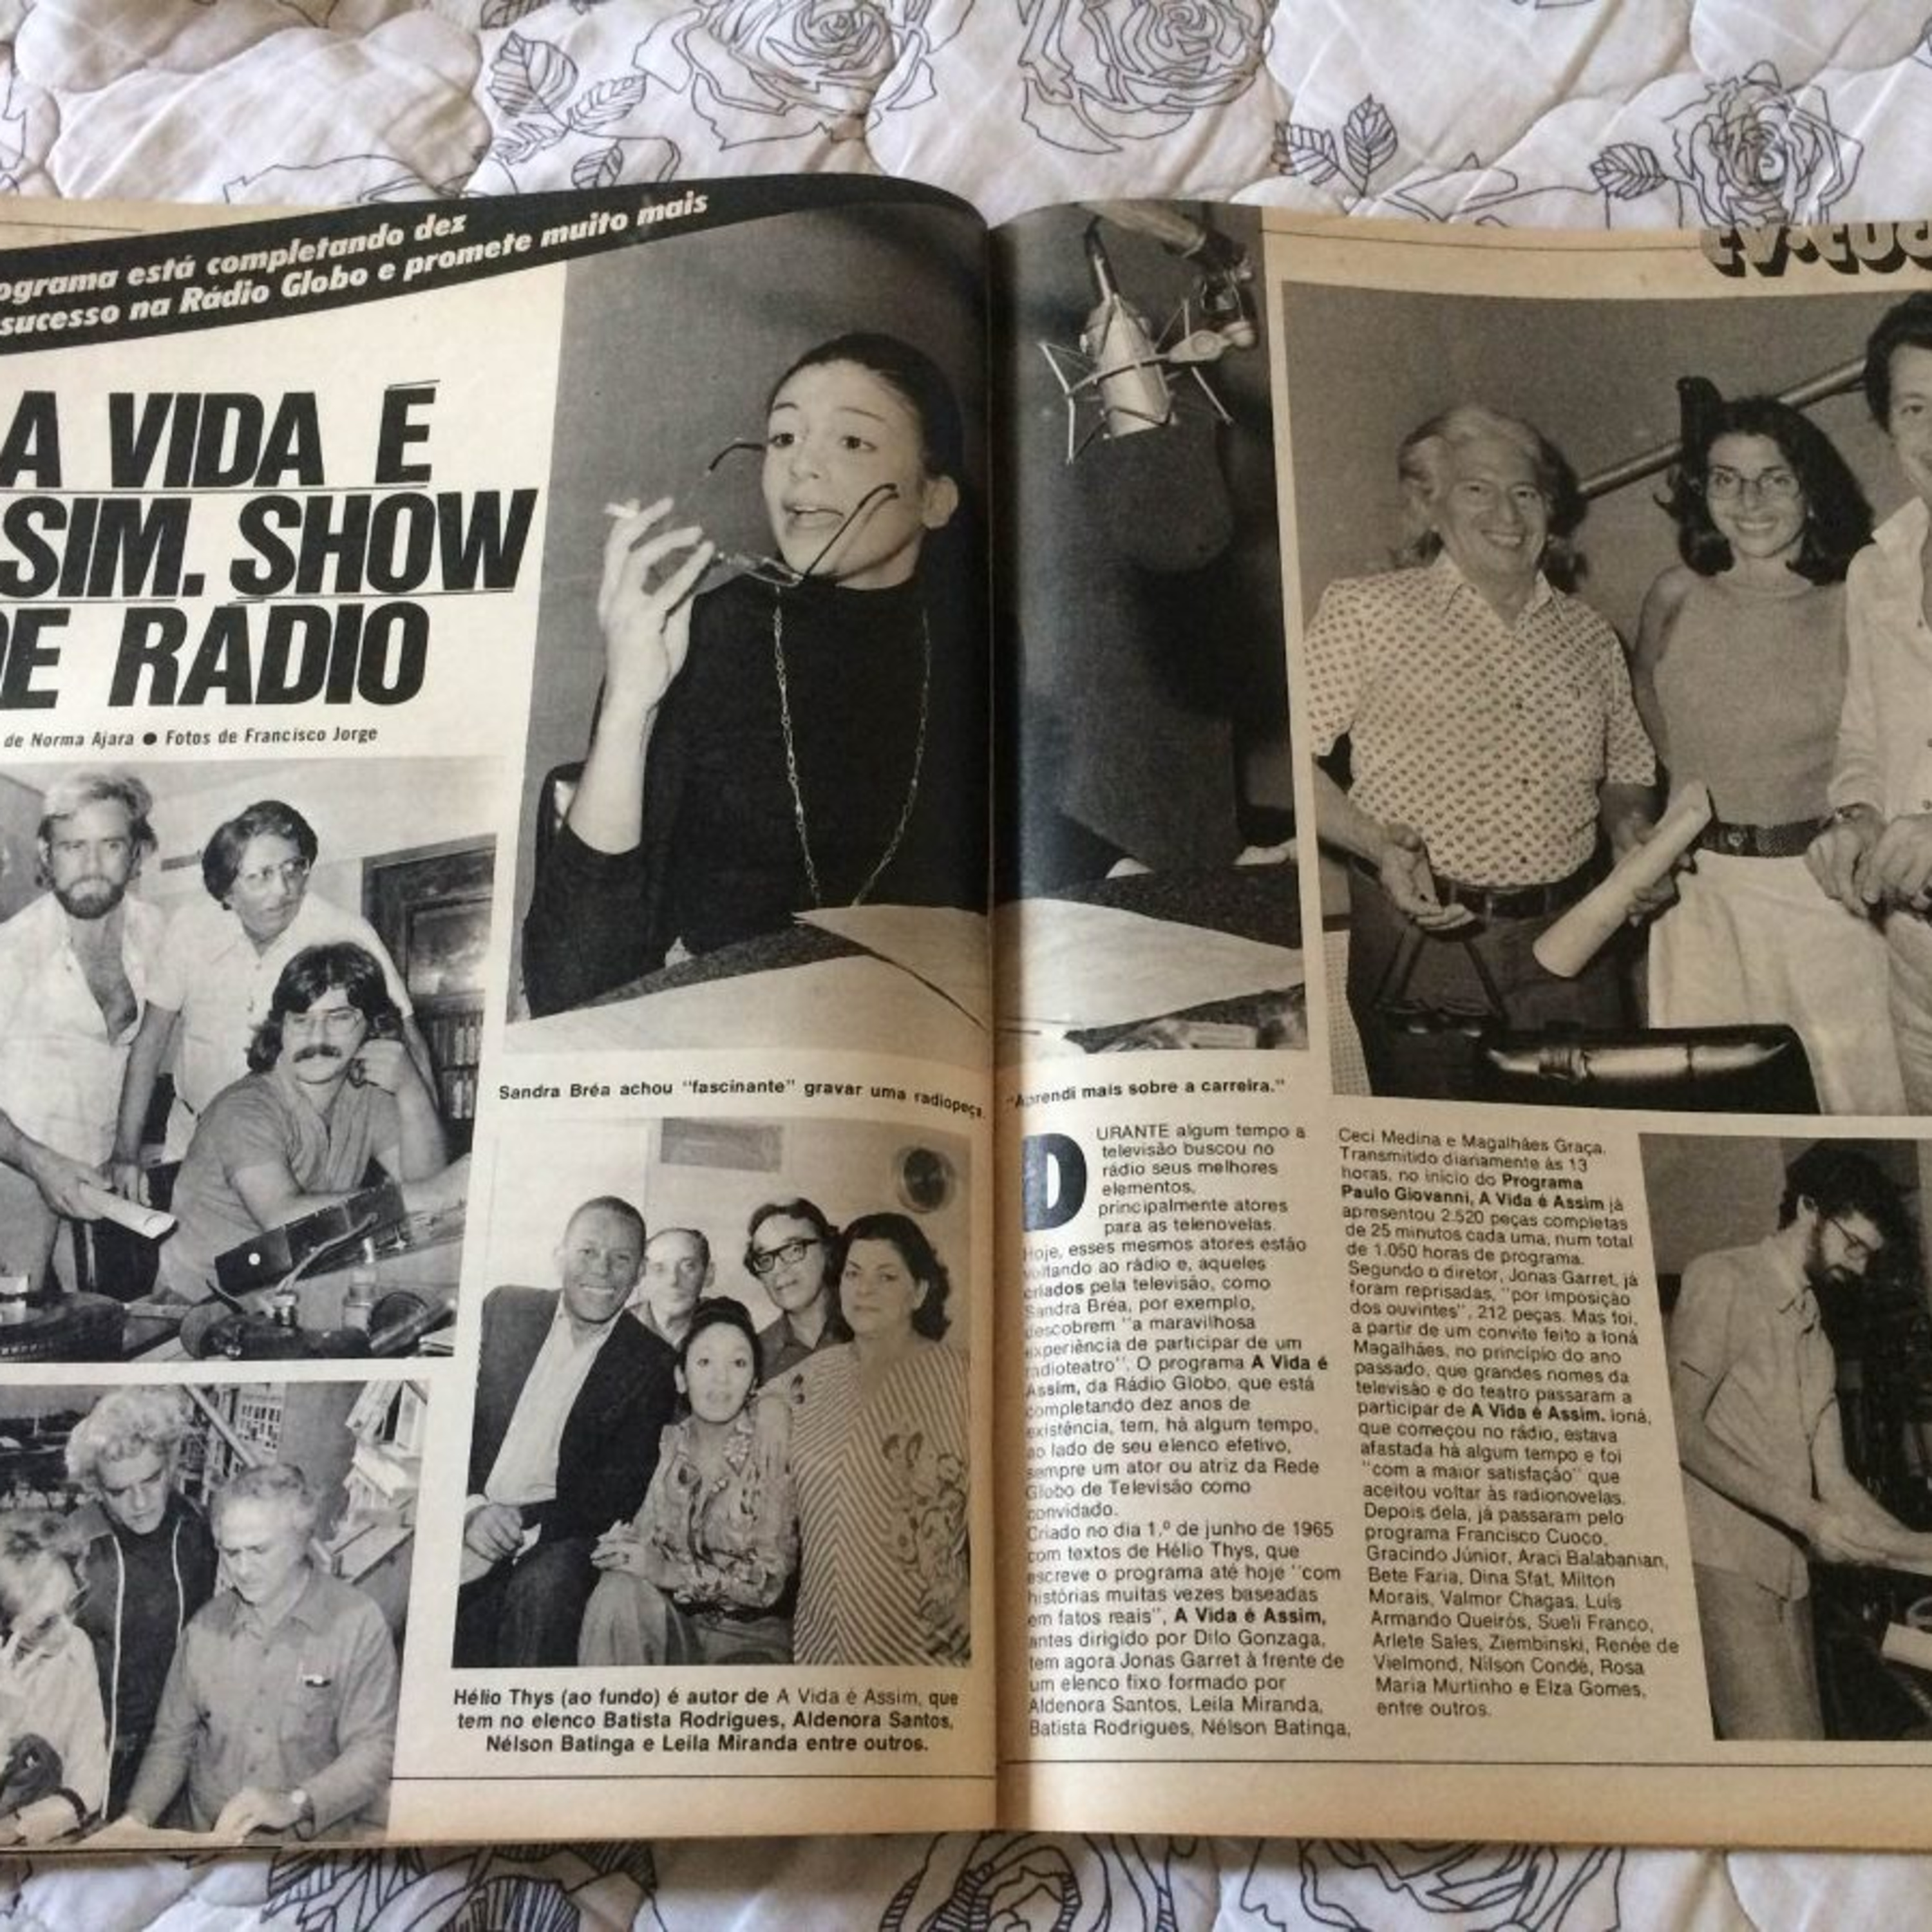 ograma está completando dez
sucesso na Rádio Globo e promete muito mais
A VIDA É
SIM. SHOW
DE RÁDIO
de Norma Ajara ● Fotos de Francisco Jorge
Sandra Bréa achou "fascinante" gravar uma radiopeça.
"Aprendi mais sobre a carreira."
Hélio Thys (ao fundo) é autor de A Vida é Assim, que
tem no elenco Batista Rodrigues, Aldenora Santos,
Nélson Batinga e Leila Miranda entre outros.
DURANTE algum tempo a
televisão buscou no
rádio seus melhores
elementos,
principalmente atores
para as telenovelas.
Hoje, esses mesmos atores estão
voltando ao rádio e, aqueles
criados pela televisão, como
Sandra Bréa, por exemplo,
descobrem "a maravilhosa
experiência de participar de um
radioteatro". O programa A Vida é
Assim, da Rádio Globo, que está
completando dez anos de
existência, tem, há algum tempo,
ao lado de seu elenco efetivo,
sempre um ator ou atriz da Rede
Globo de Televisão como
convidado.
Criado no dia 1.º de junho de 1965
com textos de Hélio Thys, que
escreve o programa até hoje "com
histórias muitas vezes baseadas
em fatos reais", A Vida é Assim,
antes dirigido por Dilo Gonzaga,
tem agora Jonas Garret à frente de
um elenco fixo formado por
Aldenora Santos, Leila Miranda,
Batista Rodrigues, Nélson Batinga,
Ceci Medina e Magalhães Graça.
Transmitido diariamente às 13
horas, no início do Programa
Paulo Giovanni, A Vida é Assim já
apresentou 2.520 peças completas
de 25 minutos cada uma, num total
de 1.050 horas de programa.
Segundo o diretor, Jonas Garret, já
foram reprisadas, "por imposição
dos ouvintes", 212 peças. Mas foi,
a partir de um convite feito a Ioná
Magalhães, no princípio do ano
passado, que grandes nomes da
televisão e do teatro passaram a
participar de A Vida é Assim. Ioná,
que começou no rádio, estava
afastada há algum tempo e foi
"com a maior satisfação" que
aceitou voltar às radionovelas.
Depois dela, já passaram pelo
programa Francisco Cuoco,
Gracindo Júnior, Araci Balabanian,
Bete Faria, Dina Sfat, Milton
Morais, Valmor Chagas, Luís
Armando Queirós, Sueli Franco,
Arlete Sales, Ziembinski, Renée de
Vielmond, Nilson Condé, Rosa
Maria Murtinho e Elza Gomes,
entre outros.